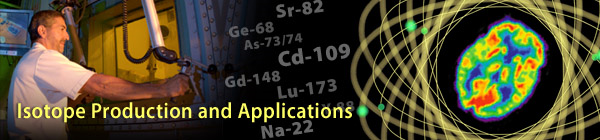 Sr-82
Ge-68
As-73/74
Cd-109
Gd-148
Lu-173
Isotope Production and Applications
Na-22